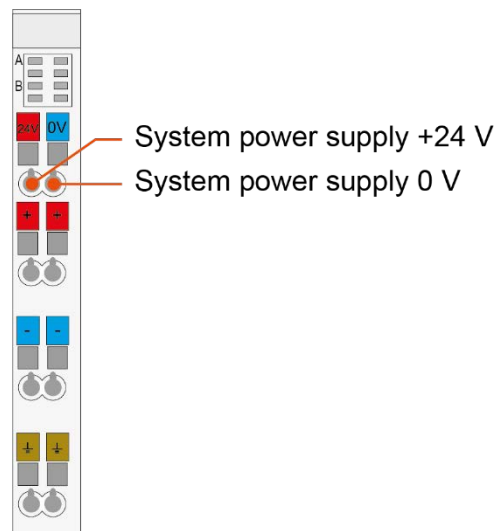 A
B
24V 0V
System power supply +24 V
System power supply 0 V
+ +
- -